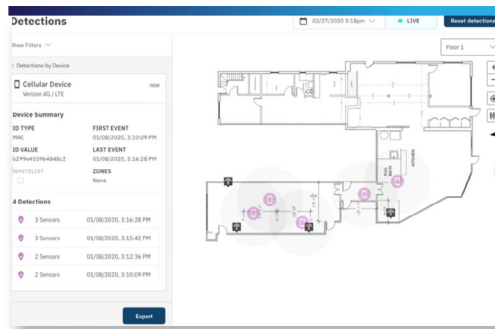 Detections
02/27/2020 3:18pm
LIVE
Reset detections
Show Filters
Detections by Device
Floor 1
Cellular Device
now
Verizon 4G / LTE
Device Summary
ID TYPE
FIRST EVENT
MAC
01/08/2020, 3:10:09 PM
ID VALUE
LAST EVENT
01/08/2020, 3:16:28 PM
ZONES
None
4 Detections
3 Sensors
01/08/2020, 3:16:28 PM
3 Sensors
01/08/2020, 3:15:42 PM
2 Sensors
01/08/2020, 3:12:36 PM
2 Sensors
01/08/2020, 3:10:09 PM
Export
KITCHEN
FULL
BATH